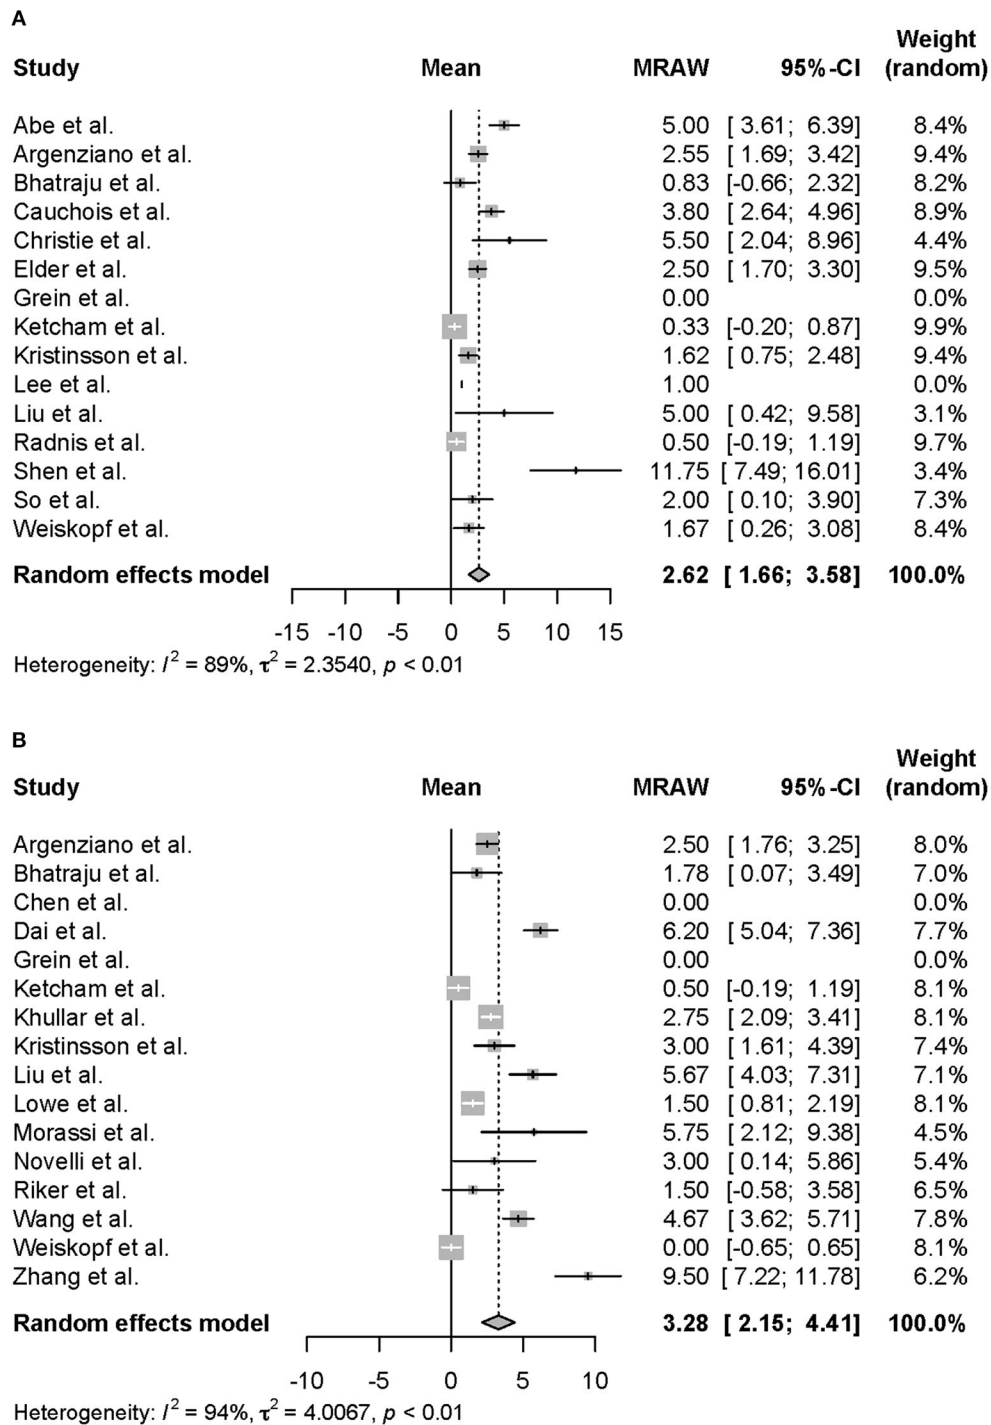 A
Weight
Study Mean MRAW 95%-CI (random)
Abe et al. 5.00 [ 3.61; 6.39] 8.4%
Argenziano et al. 2.55 [ 1.69; 3.42] 9.4%
Bhatraju et al. 0.83 [-0.66; 2.32] 8.2%
Cauchois et al. 3.80 [ 2.64; 4.96] 8.9%
Christie et al. 5.50 [ 2.04; 8.96] 4.4%
Elder et al. 2.50 [ 1.70; 3.30] 9.5%
Grein et al. 0.00 0.0%
Ketcham et al. 0.33 [-0.20; 0.87] 9.9%
Kristinsson et al. 1.62 [ 0.75; 2.48] 9.4%
Lee et al. 1.00 0.0%
Liu et al. 5.00 [ 0.42; 9.58] 3.1%
Radnis et al. 0.50 [-0.19; 1.19] 9.7%
Shen et al. 11.75 [ 7.49; 16.01] 3.4%
So et al. 2.00 [ 0.10; 3.90] 7.3%
Weiskopf et al. 1.67 [ 0.26; 3.08] 8.4%
Random effects model 2.62 [ 1.66; 3.58] 100.0%
-15 -10 -5 0 5 10 15
Heterogeneity: I² = 89%, τ² = 2.3540, p < 0.01
B
Weight
Study Mean MRAW 95%-CI (random)
Argenziano et al. 2.50 [ 1.76; 3.25] 8.0%
Bhatraju et al. 1.78 [ 0.07; 3.49] 7.0%
Chen et al. 0.00 0.0%
Dai et al. 6.20 [ 5.04; 7.36] 7.7%
Grein et al. 0.00 0.0%
Ketcham et al. 0.50 [-0.19; 1.19] 8.1%
Khullar et al. 2.75 [ 2.09; 3.41] 8.1%
Kristinsson et al. 3.00 [ 1.61; 4.39] 7.4%
Liu et al. 5.67 [ 4.03; 7.31] 7.1%
Lowe et al. 1.50 [ 0.81; 2.19] 8.1%
Morassi et al. 5.75 [ 2.12; 9.38] 4.5%
Novelli et al. 3.00 [ 0.14; 5.86] 5.4%
Riker et al. 1.50 [-0.58; 3.58] 6.5%
Wang et al. 4.67 [ 3.62; 5.71] 7.8%
Weiskopf et al. 0.00 [-0.65; 0.65] 8.1%
Zhang et al. 9.50 [ 7.22; 11.78] 6.2%
Random effects model 3.28 [ 2.15; 4.41] 100.0%
-10 -5 0 5 10
Heterogeneity: I² = 94%, τ² = 4.0067, p < 0.01